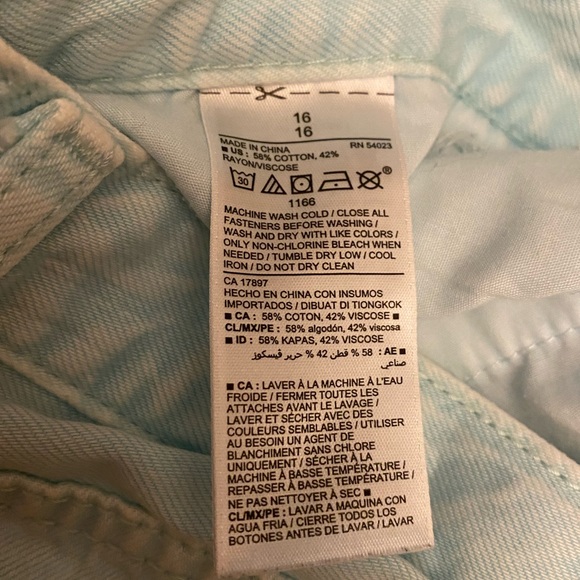 16
16
MADE IN CHINA RN 54023
■ US : 58% COTTON, 42%
RAYON/VISCOSE
30
1166
MACHINE WASH COLD / CLOSE ALL
FASTENERS BEFORE WASHING /
WASH AND DRY WITH LIKE COLORS /
ONLY NON-CHLORINE BLEACH WHEN
NEEDED / TUMBLE DRY LOW / COOL
IRON / DO NOT DRY CLEAN
CA 17897
HECHO EN CHINA CON INSUMOS
IMPORTADOS / DIBUAT DI TIONGKOK
■ CA : 58% COTON, 42% VISCOSE ■
CL/MX/PE : 58% algodón, 42% viscosa
■ ID : 58% KAPAS, 42% VISCOSE
■ AE : 58 % قطن 42 % حرير ڤيسكوز
صناعي
■ CA : LAVER À LA MACHINE À L'EAU
FROIDE / FERMER TOUTES LES
ATTACHES AVANT LE LAVAGE /
LAVER ET SÉCHER AVEC DES
COULEURS SEMBLABLES / UTILISER
AU BESOIN UN AGENT DE
BLANCHIMENT SANS CHLORE
UNIQUEMENT / SÉCHER À LA
MACHINE À BASSE TEMPÉRATURE /
REPASSER À BASSE TEMPÉRATURE /
NE PAS NETTOYER À SEC ■
CL/MX/PE : LAVAR A MAQUINA CON
AGUA FRIA / CIERRE TODOS LOS
BOTONES ANTES DE LAVAR / LAVAR